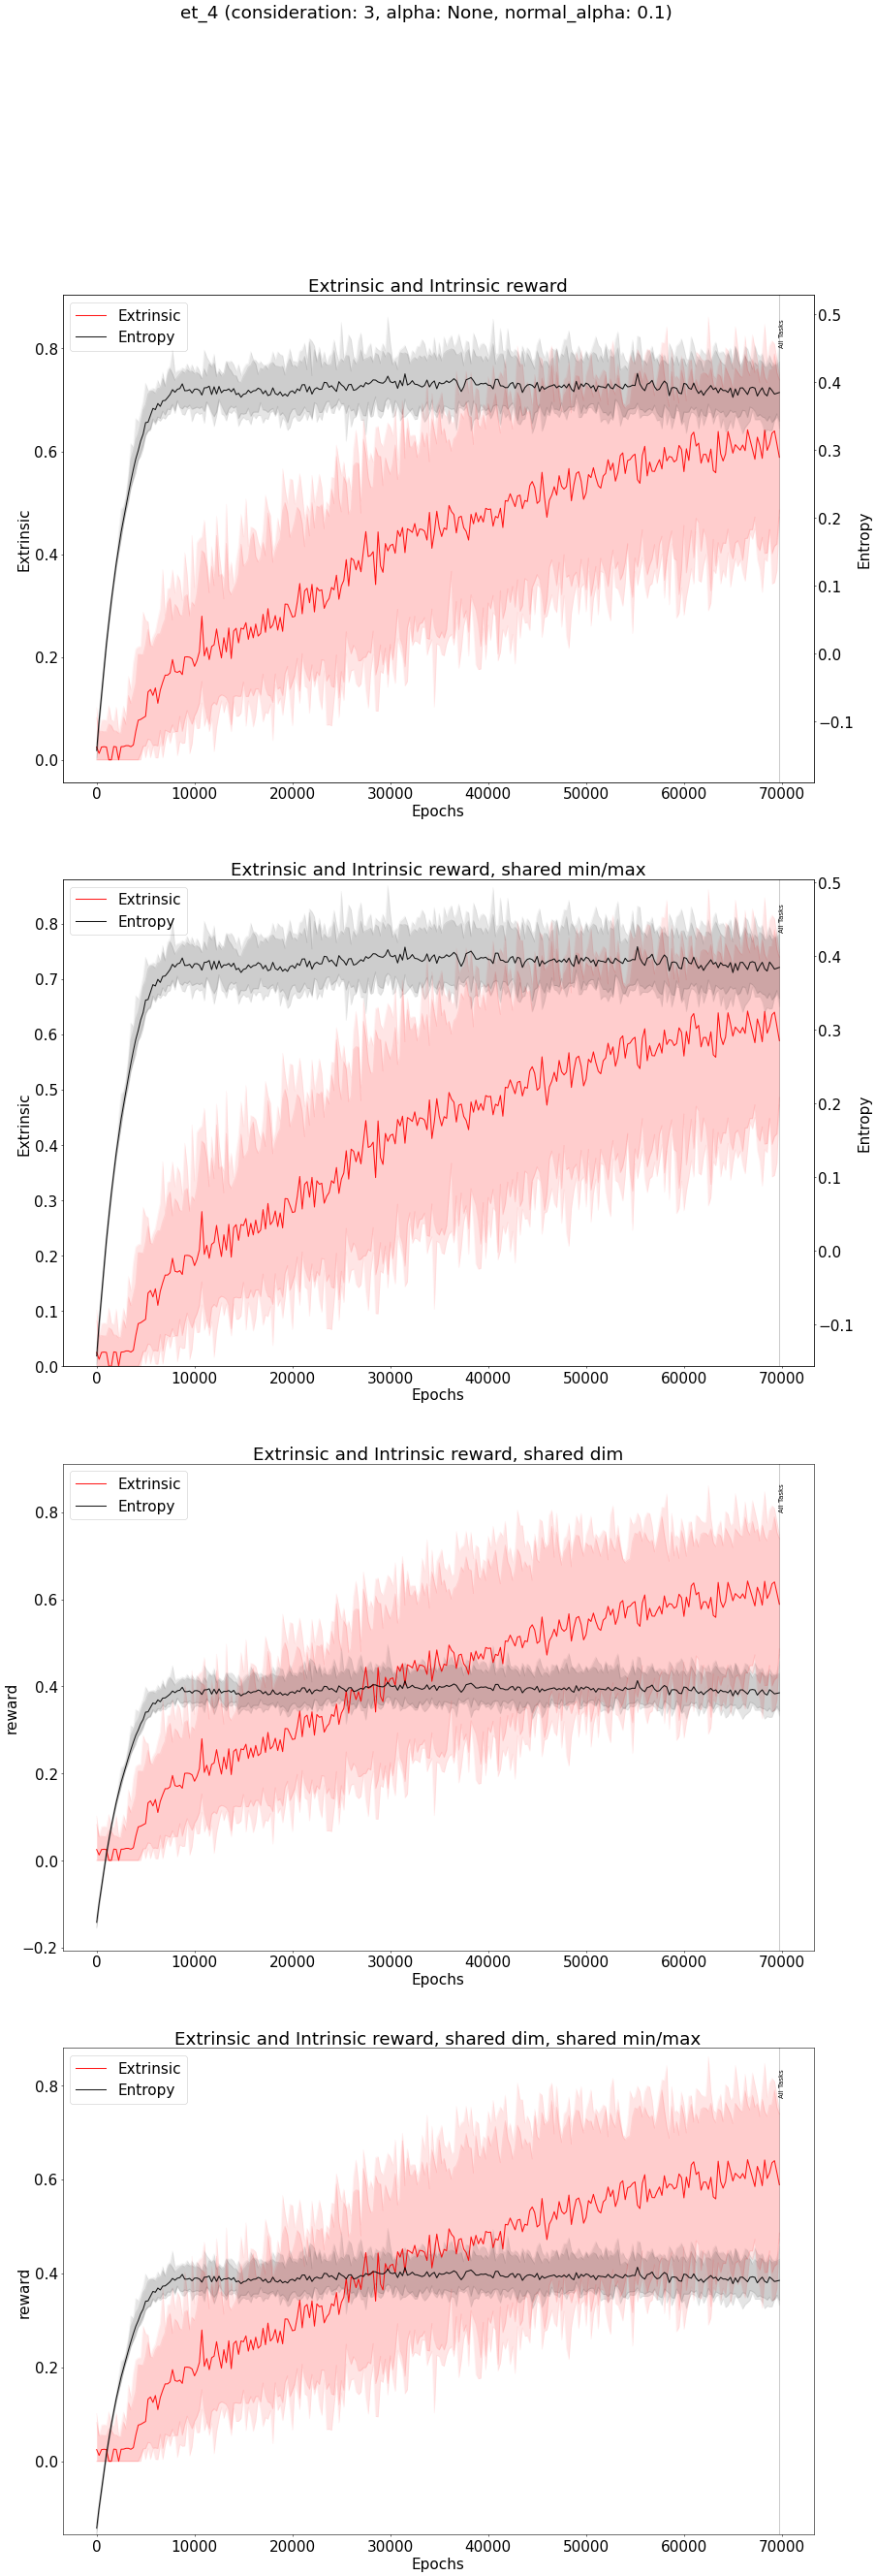 et_4 (consideration: 3, alpha: None, normal_alpha: 0.1)
Extrinsic and Intrinsic reward
Extrinsic
Entropy
All Tasks
0.8
0.6
0.4
0.2
0.0
Extrinsic
0.5
0.4
0.3
0.2
0.1
0.0
−0.1
Entropy
0 10000 20000 30000 40000 50000 60000 70000
Epochs
Extrinsic and Intrinsic reward, shared min/max
Extrinsic
Entropy
All Tasks
0.8
0.7
0.6
0.5
0.4
0.3
0.2
0.1
0.0
Extrinsic
0.5
0.4
0.3
0.2
0.1
0.0
−0.1
Entropy
0 10000 20000 30000 40000 50000 60000 70000
Epochs
Extrinsic and Intrinsic reward, shared dim
Extrinsic
Entropy
All Tasks
0.8
0.6
0.4
0.2
0.0
−0.2
reward
0 10000 20000 30000 40000 50000 60000 70000
Epochs
Extrinsic and Intrinsic reward, shared dim, shared min/max
Extrinsic
Entropy
All Tasks
0.8
0.6
0.4
0.2
0.0
reward
0 10000 20000 30000 40000 50000 60000 70000
Epochs